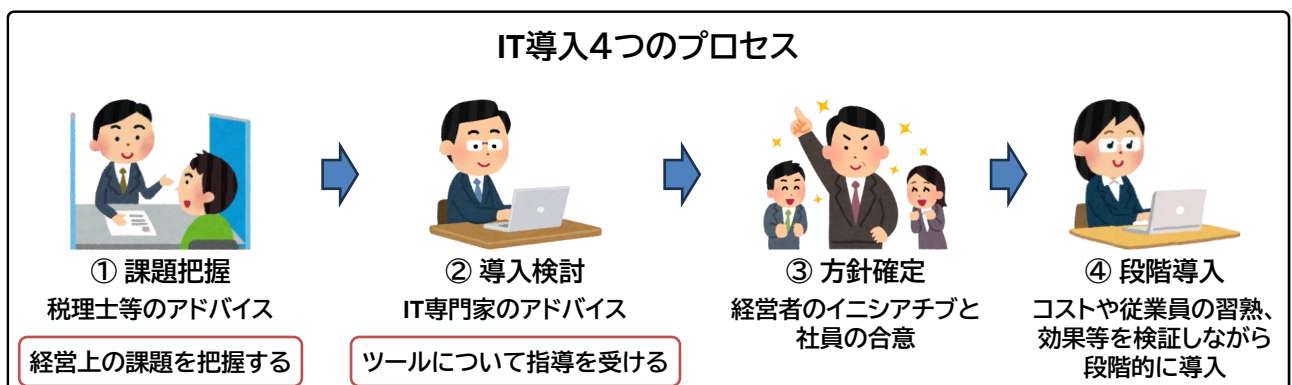 IT導入4つのプロセス
① 課題把握
税理士等のアドバイス
経営上の課題を把握する
② 導入検討
IT専門家のアドバイス
ツールについて指導を受ける
③ 方針確定
経営者のイニシアチブと
社員の合意
④ 段階導入
コストや従業員の習熟、
効果等を検証しながら
段階的に導入